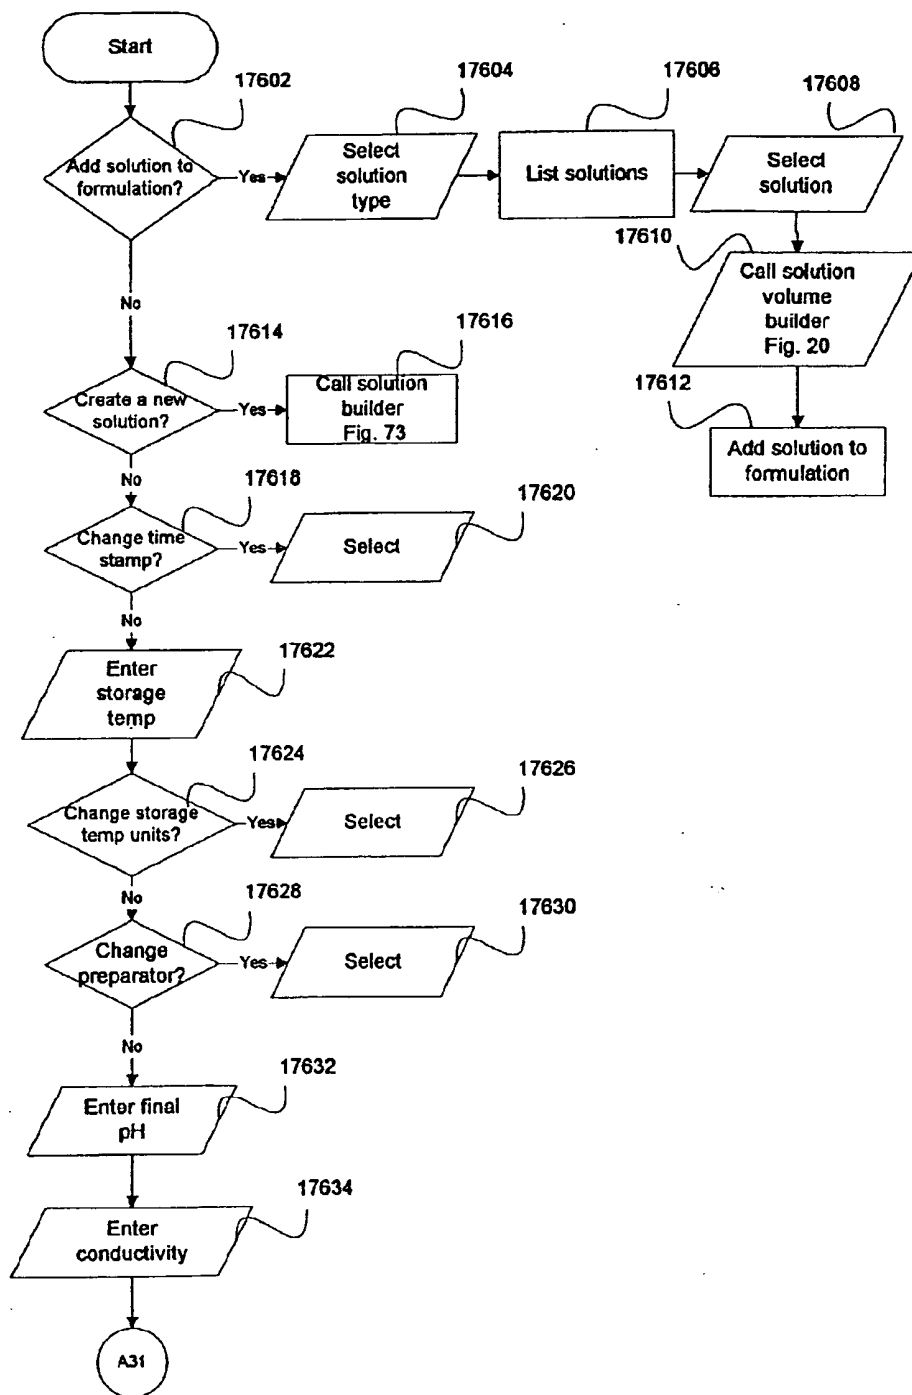 Start
17602
17604
17606
17608
Add solution to
formulation?
Yes
Select
solution
type
List solutions
Select
solution
17610
Call solution
volume
builder
Fig. 20
No
17612
Add solution to
formulation
17614
17616
Create a new
solution?
Yes
Call solution
builder
Fig. 73
No
17618
17620
Change time
stamp?
Yes
Select
No
17622
Enter
storage
temp
17624
17626
Change storage
temp units?
Yes
Select
No
17628
17630
Change
preparator?
Yes
Select
No
17632
Enter final
pH
17634
Enter
conductivity
A31